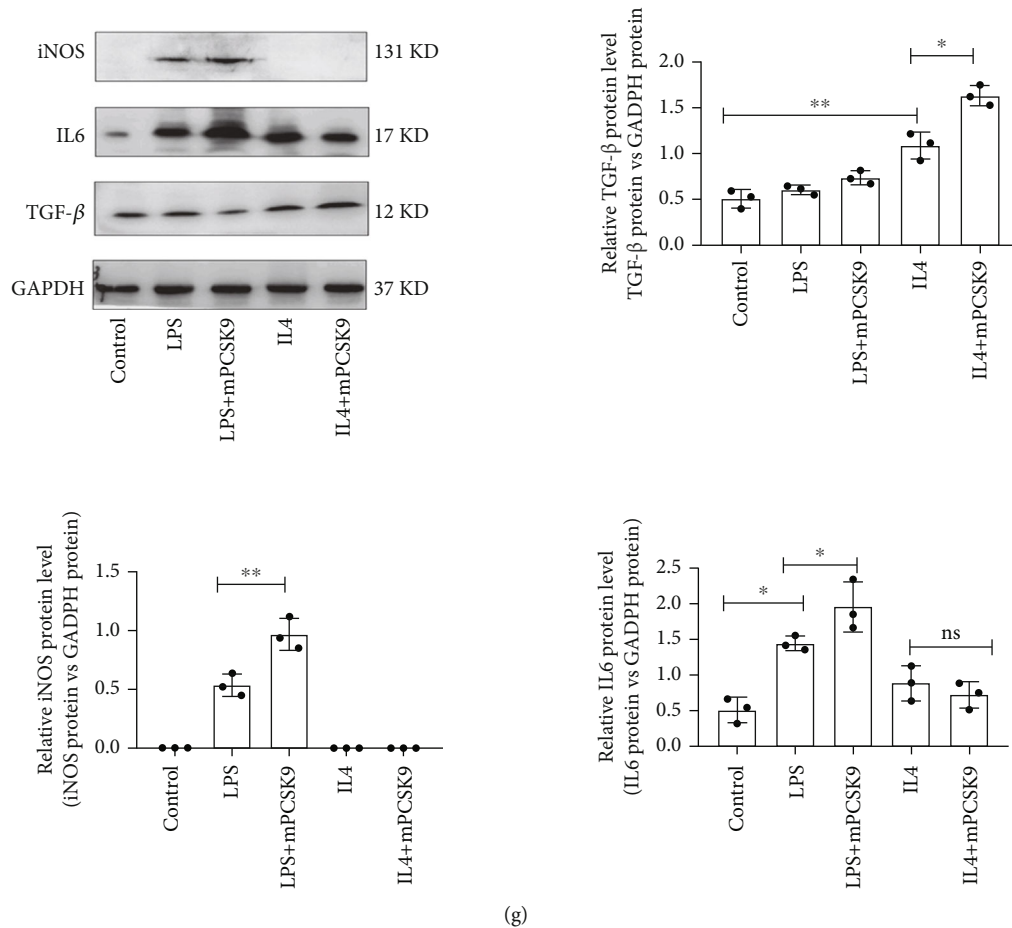 iNOS
131 KD
IL6
17 KD
TGF-β
12 KD
GAPDH
37 KD
Control
LPS
LPS+mPCSK9
IL4
IL4+mPCSK9
Relative TGF-β protein level
TGF-β protein vs GADPH protein
2.0
1.5
1.0
0.5
0.0
**
*
Control
LPS
LPS+mPCSK9
IL4
IL4+mPCSK9
Relative iNOS protein level
(iNOS protein vs GADPH protein)
1.5
1.0
0.5
0.0
**
Control
LPS
LPS+mPCSK9
IL4
IL4+mPCSK9
Relative IL6 protein level
(IL6 protein vs GADPH protein)
2.5
2.0
1.5
1.0
0.5
0.0
*
*
ns
Control
LPS
LPS+mPCSK9
IL4
IL4+mPCSK9
(g)